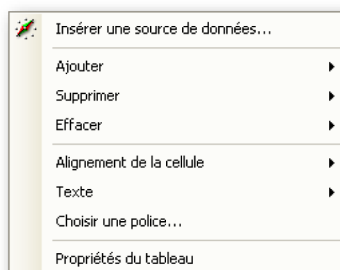 Insérer une source de données...
Ajouter
Supprimer
Effacer
Alignement de la cellule
Texte
Choisir une police...
Propriétés du tableau